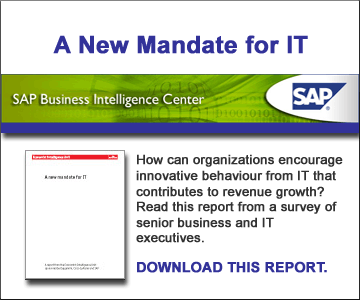 A New Mandate for IT
SAP Business Intelligence Center
SAP
A new mandate for IT
How can organizations encourage
innovative behaviour from IT that
contributes to revenue growth?
Read this report from a survey of
senior business and IT
executives.
DOWNLOAD THIS REPORT.